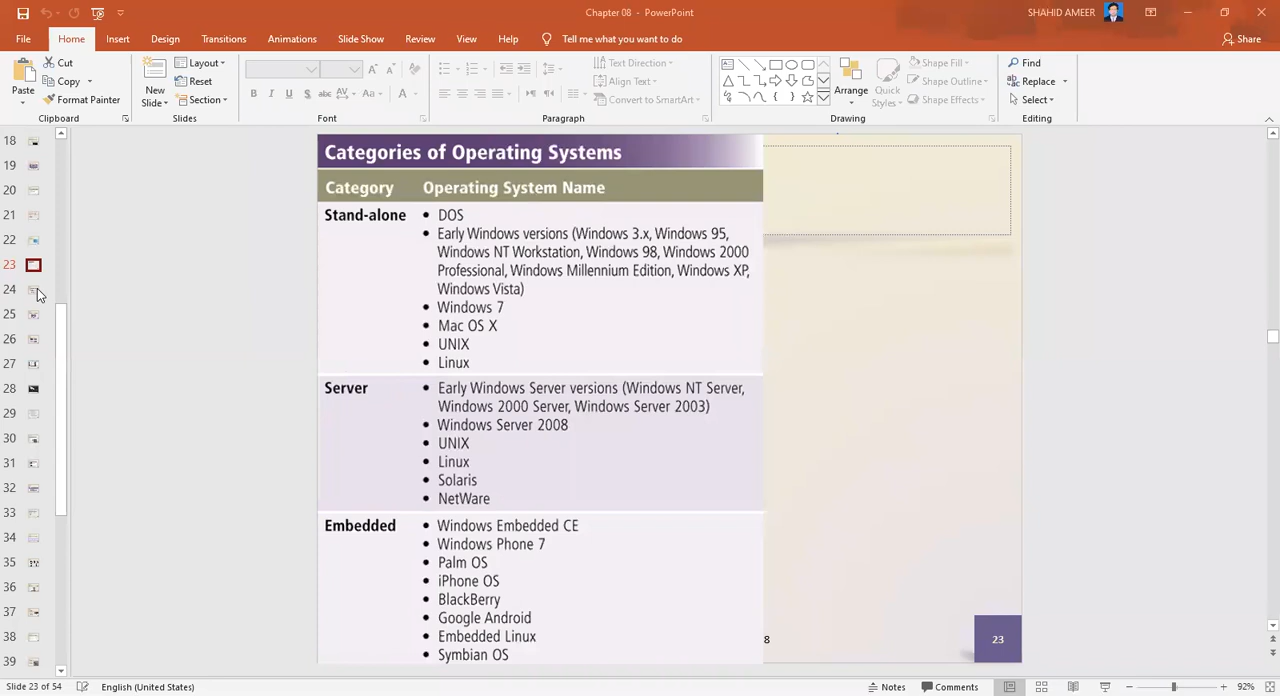 Chapter 08 - PowerPoint
SHAHID AMEER
File Home Insert Design Transitions Animations Slide Show Review View Help Tell me what you want to do Share
Paste
Cut
Copy
Format Painter
Clipboard
New Slide
Layout
Reset
Section
Slides
B I U S abc AV Aa A
Font
Text Direction
Align Text
Convert to SmartArt
Paragraph
Arrange
Quick Styles
Shape Fill
Shape Outline
Shape Effects
Drawing
Find
Replace
Select
Editing
18
19
20
21
22
23
24
25
26
27
28
29
30
31
32
33
34
35
36
37
38
39
Categories of Operating Systems
Category Operating System Name
Stand-alone • DOS
• Early Windows versions (Windows 3.x, Windows 95,
Windows NT Workstation, Windows 98, Windows 2000
Professional, Windows Millennium Edition, Windows XP,
Windows Vista)
• Windows 7
• Mac OS X
• UNIX
• Linux
Server • Early Windows Server versions (Windows NT Server,
Windows 2000 Server, Windows Server 2003)
• Windows Server 2008
• UNIX
• Linux
• Solaris
• NetWare
Embedded • Windows Embedded CE
• Windows Phone 7
• Palm OS
• iPhone OS
• BlackBerry
• Google Android
• Embedded Linux
• Symbian OS
8
23
Slide 23 of 54 English (United States) Notes Comments 92%